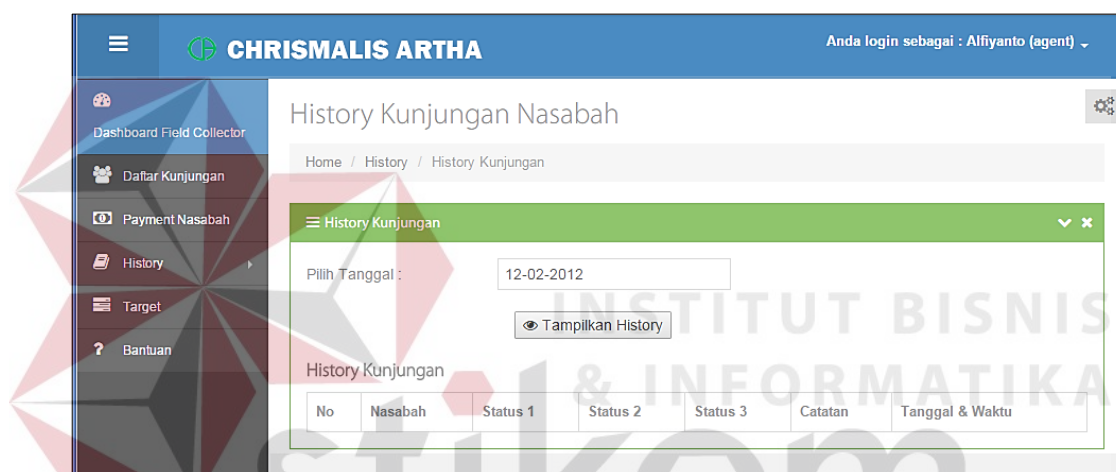 CHRISMALIS ARTHA
Anda login sebagai : Alfiyanto (agent)
Dashboard Field Collector
Daftar Kunjungan
Payment Nasabah
History
Target
? Bantuan
History Kunjungan Nasabah
Home / History / History Kunjungan
History Kunjungan
Pilih Tanggal :
12-02-2012
Tampilkan History
History Kunjungan
No Nasabah Status 1 Status 2 Status 3 Catatan Tanggal & Waktu
INSTITUT BISNIS
& INFORMATIKA
stikom